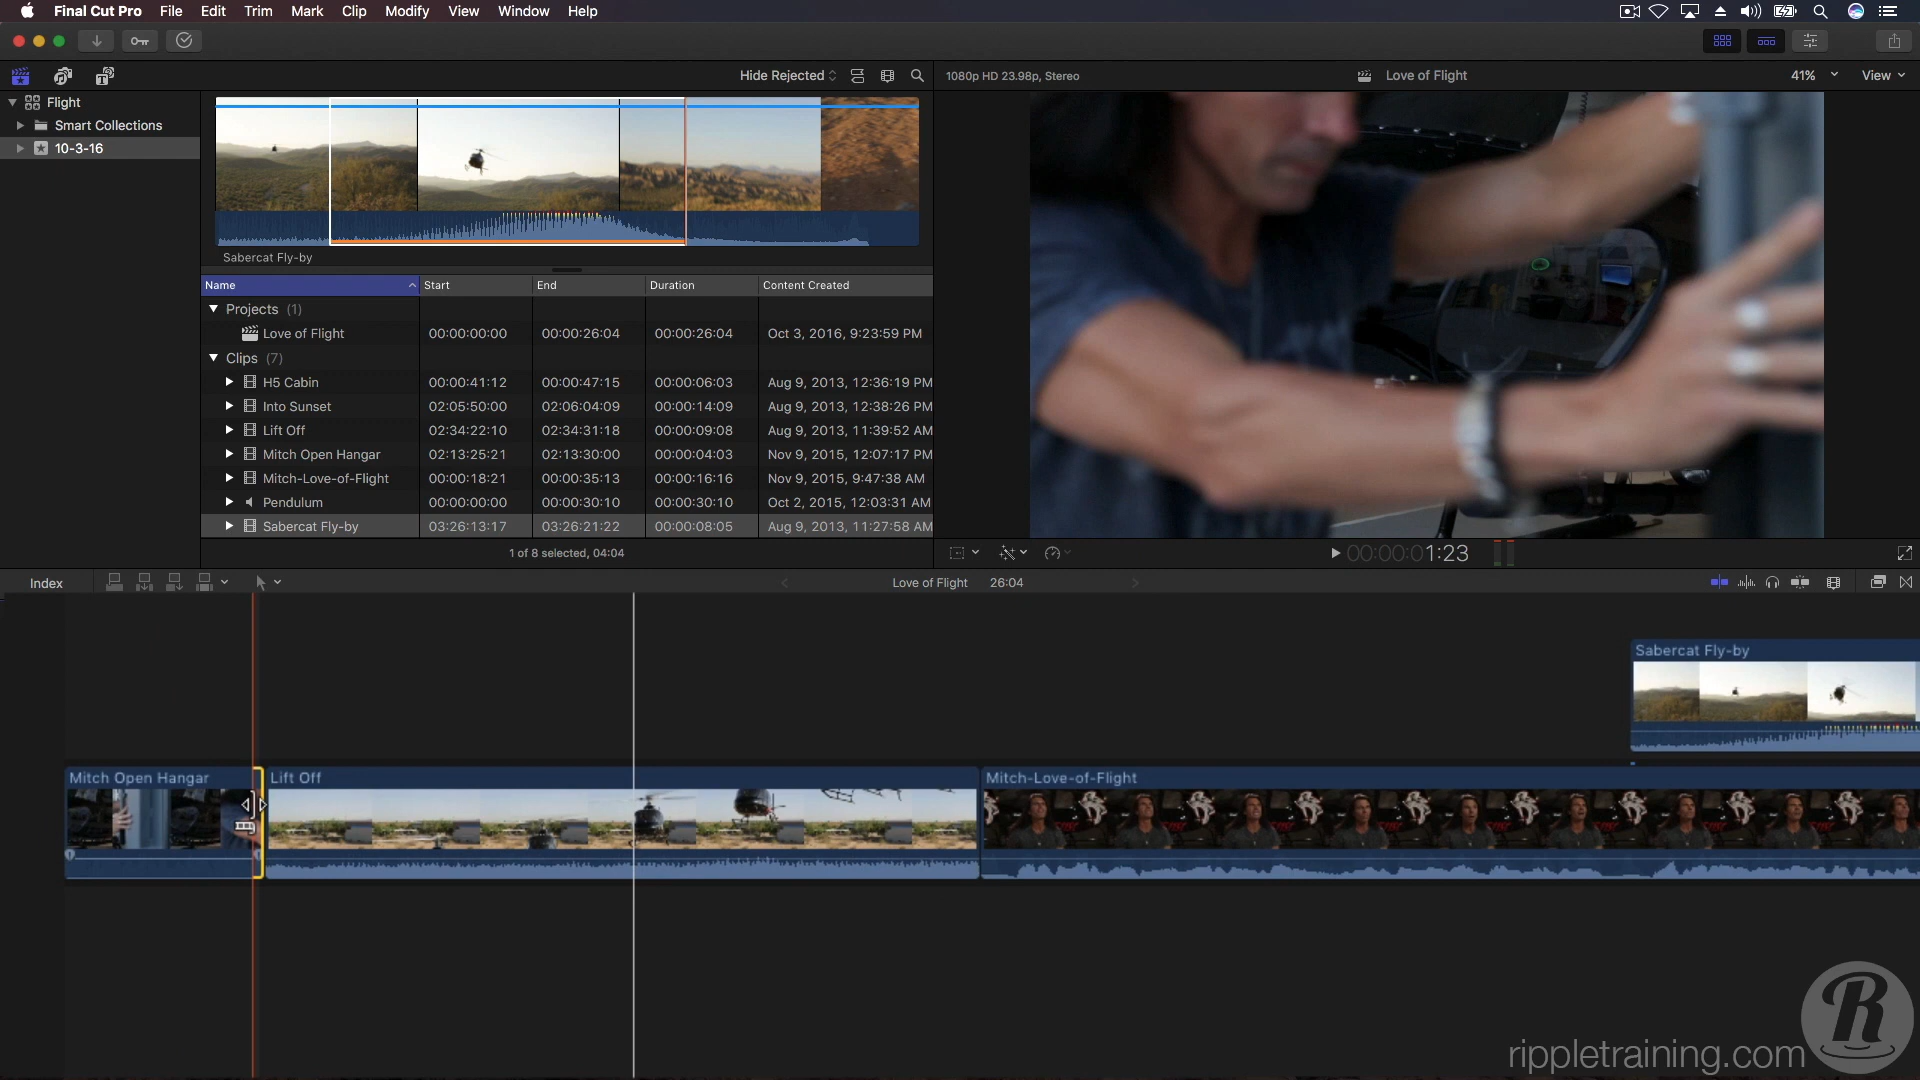 Final Cut Pro File Edit Trim Mark Clip Modify View Window Help
Hide Rejected
1080p HD 23.98p, Stereo
Love of Flight
41%
View
Flight
Smart Collections
10-3-16
Sabercat Fly-by
Name Start End Duration Content Created
Projects (1)
Love of Flight 00:00:00:00 00:00:26:04 00:00:26:04 Oct 3, 2016, 9:23:59 PM
Clips (7)
H5 Cabin 00:00:41:12 00:00:47:15 00:00:06:03 Aug 9, 2013, 12:36:19 PM
Into Sunset 02:05:50:00 02:06:04:09 00:00:14:09 Aug 9, 2013, 12:38:26 PM
Lift Off 02:34:22:10 02:34:31:18 00:00:09:08 Aug 9, 2013, 11:39:52 AM
Mitch Open Hangar 02:13:25:21 02:13:30:00 00:00:04:03 Nov 9, 2015, 12:07:17 PM
Mitch-Love-of-Flight 00:00:18:21 00:00:35:13 00:00:16:16 Nov 9, 2015, 9:47:38 AM
Pendulum 00:00:00:00 00:00:30:10 00:00:30:10 Oct 2, 2015, 12:03:31 AM
Sabercat Fly-by 03:26:13:17 03:26:21:22 00:00:08:05 Aug 9, 2013, 11:27:58 AM
1 of 8 selected, 04:04
00:00:01:23
Index
Love of Flight 26:04
Sabercat Fly-by
Mitch Open Hangar
Lift Off
Mitch-Love-of-Flight
R
rippletraining.com